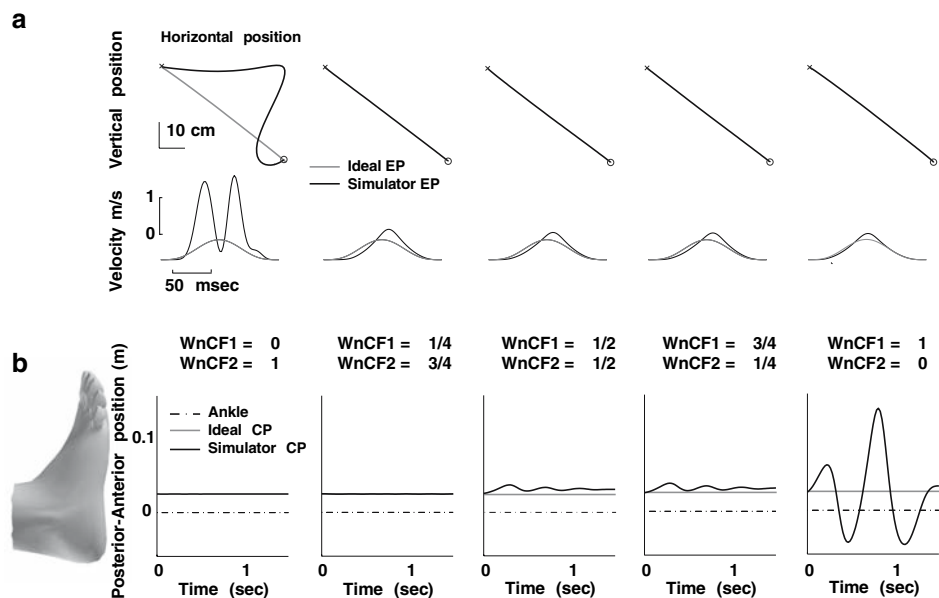 a
Horizontal position
Vertical position
10 cm
Ideal EP
Simulator EP
Velocity m/s
1
0
50 msec
b
WnCF1 = 0
WnCF2 = 1
WnCF1 = 1/4
WnCF2 = 3/4
WnCF1 = 1/2
WnCF2 = 1/2
WnCF1 = 3/4
WnCF2 = 1/4
WnCF1 = 1
WnCF2 = 0
Posterior-Anterior position (m)
0.1
0
Ankle
Ideal CP
Simulator CP
0 1
Time (sec)
0 1
Time (sec)
0 1
Time (sec)
0 1
Time (sec)
0 1
Time (sec)